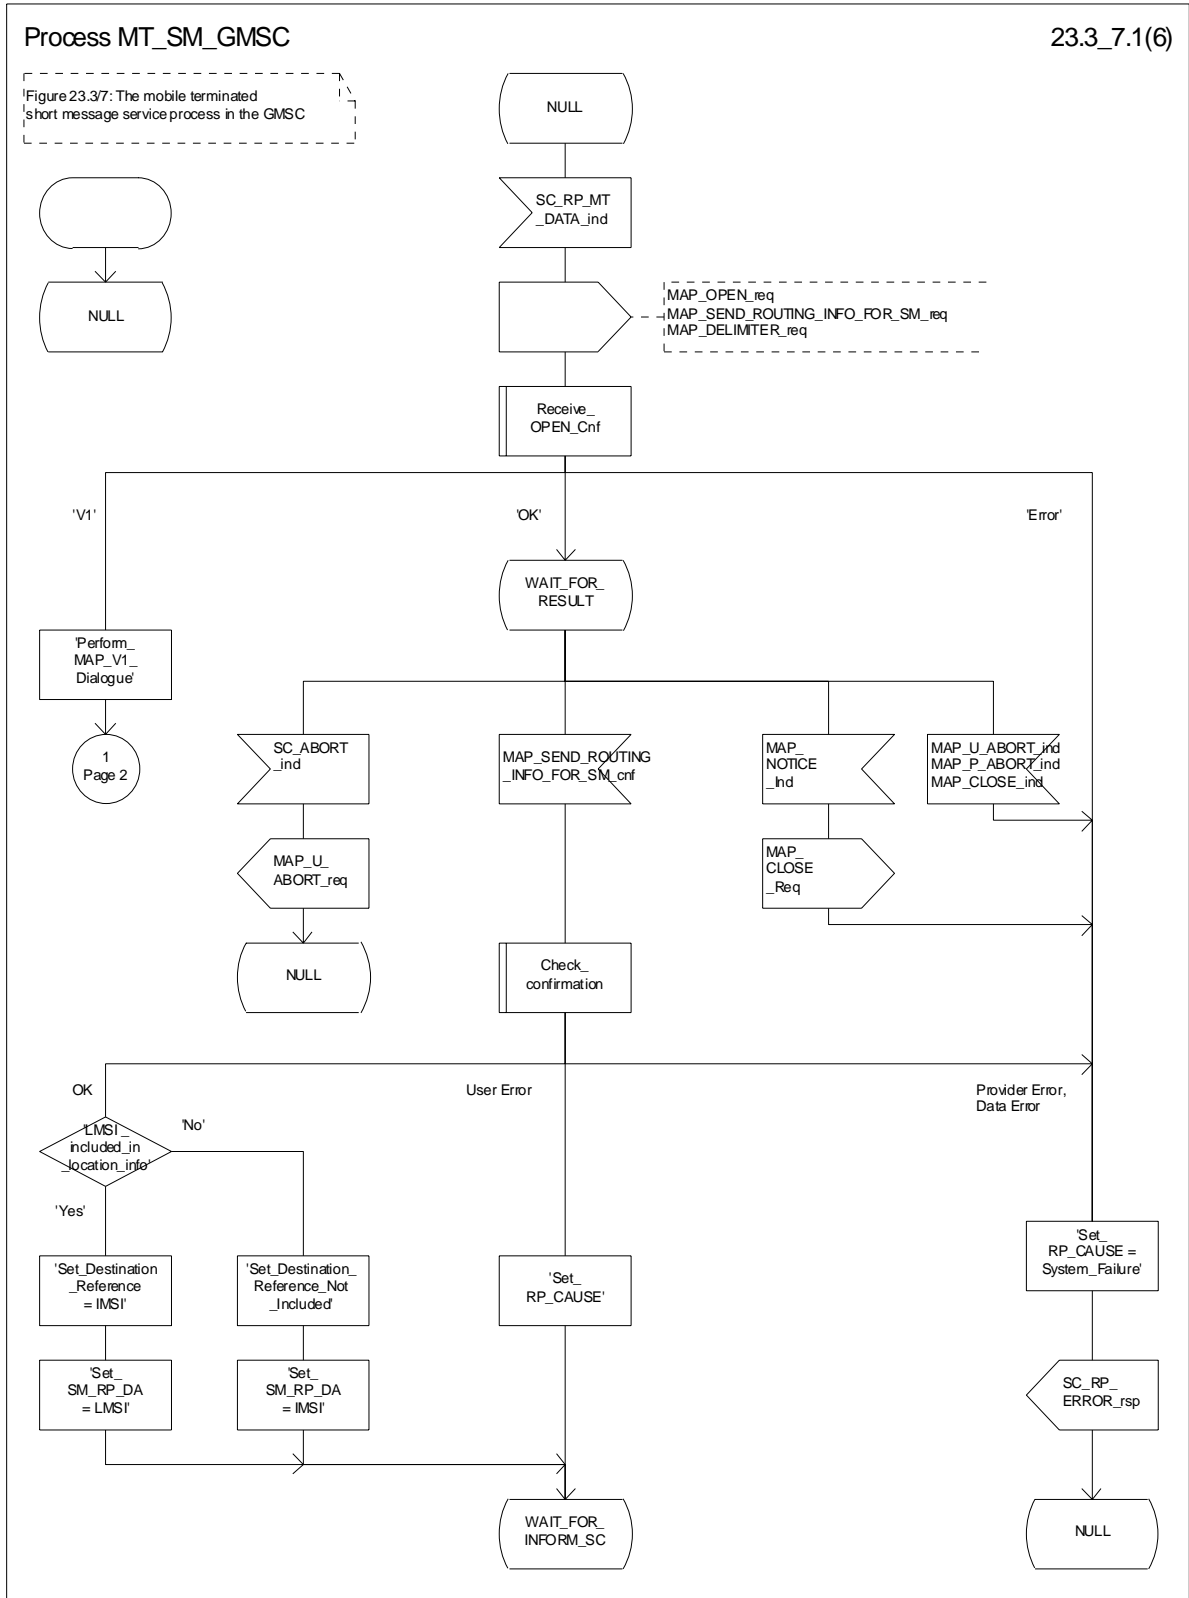 Process MT_SM_GMSC
23.3_7.1(6)
Figure 23.3/7: The mobile terminated
short message service process in the GMSC
NULL
SC_RP_MT
_DATA_ind
NULL
MAP_OPEN_req
MAP_SEND_ROUTING_INFO_FOR_SM_req
MAP_DELIMITER_req
Receive_
OPEN_Cnf
'V1'
'OK'
'Error'
WAIT_FOR_
RESULT
'Perform_
MAP_V1_
Dialogue'
1
Page 2
SC_ABORT
_ind
MAP_SEND_ROUTING
_INFO_FOR_SM_cnf
MAP_
NOTICE
_Ind
MAP_U_ABORT_ind
MAP_P_ABORT_ind
MAP_CLOSE_ind
MAP_U_
ABORT_req
MAP_
CLOSE
_Req
NULL
Check_
confirmation
OK
User Error
Provider Error,
Data Error
'LMSI_
included_in
_location_info'
'No'
'Yes'
'Set_Destination
_Reference
= IMSI'
'Set_Destination_
Reference_Not
_Included'
'Set_
RP_CAUSE'
'Set_
RP_CAUSE =
System_Failure'
'Set_
SM_RP_DA
= LMSI'
'Set_
SM_RP_DA
= IMSI'
SC_RP_
ERROR_rsp
WAIT_FOR_
INFORM_SC
NULL